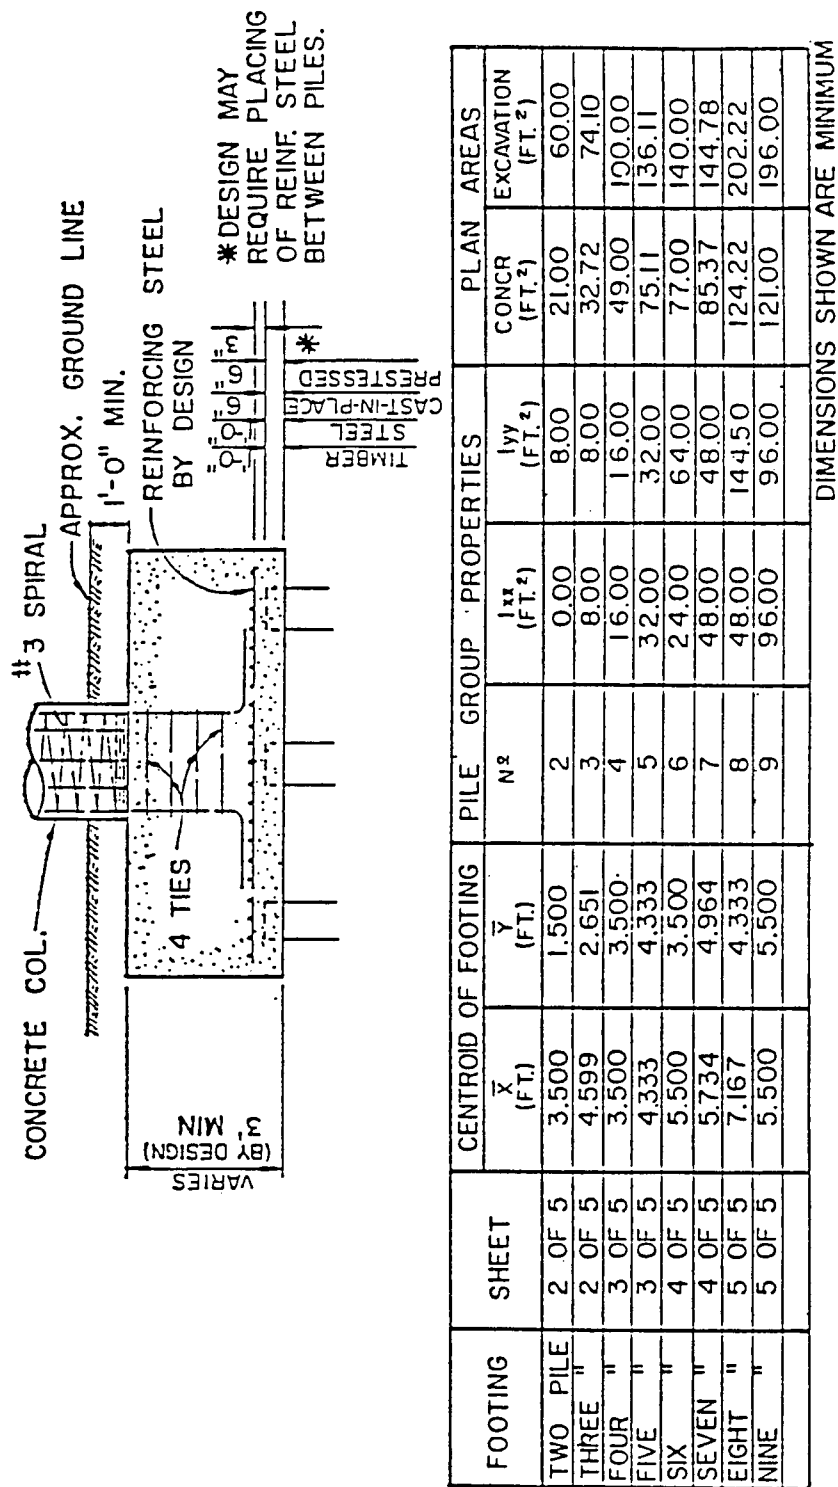 CONCRETE COL.
#3 SPIRAL
APPROX. GROUND LINE
1'-0" MIN.
4 TIES
REINFORCING STEEL
BY DESIGN
VARIES
(BY DESIGN)
3' MIN
3"
6"
6"
1'-0"
1'-0"
*
PRESTESSED
CAST-IN-PLACE
STEEL
TIMBER
*DESIGN MAY
REQUIRE PLACING
OF REINF. STEEL
BETWEEN PILES.
FOOTING SHEET CENTROID OF FOOTING PILE GROUP PROPERTIES PLAN AREAS
X̅ (FT.) Y̅ (FT.) Nº Ixx (FT.²) Iyy (FT.²) CONCR (FT.²) EXCAVATION (FT.²)
TWO PILE 2 OF 5 3.500 1.500 2 0.00 8.00 21.00 60.00
THREE " 2 OF 5 4.599 2.651 3 8.00 8.00 32.72 74.10
FOUR " 3 OF 5 3.500 3.500 4 16.00 16.00 49.00 100.00
FIVE " 3 OF 5 4.333 4.333 5 32.00 32.00 75.11 136.11
SIX " 4 OF 5 5.500 3.500 6 24.00 64.00 77.00 140.00
SEVEN " 4 OF 5 5.734 4.964 7 48.00 48.00 85.37 144.78
EIGHT " 5 OF 5 7.167 4.333 8 48.00 144.50 124.22 202.22
NINE " 5 OF 5 5.500 5.500 9 96.00 96.00 121.00 196.00
DIMENSIONS SHOWN ARE MINIMUM